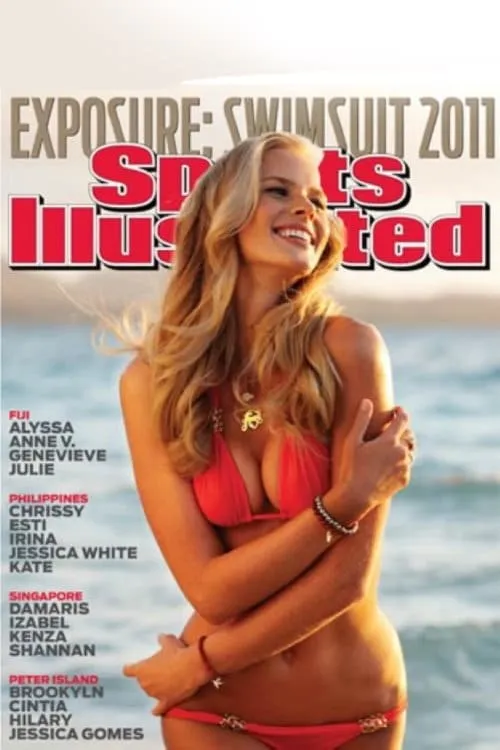 EXPOSURE: SWIMSUIT 2011
Sports
Illustrated
FIJI
ALYSSA
ANNE V.
GENEVIEVE
JULIE
PHILIPPINES
CHRISSY
ESTI
IRINA
JESSICA WHITE
KATE
SINGAPORE
DAMARIS
IZABEL
KENZA
SHANNAN
PETER ISLAND
BROOKYLN
CINTIA
HILARY
JESSICA GOMES